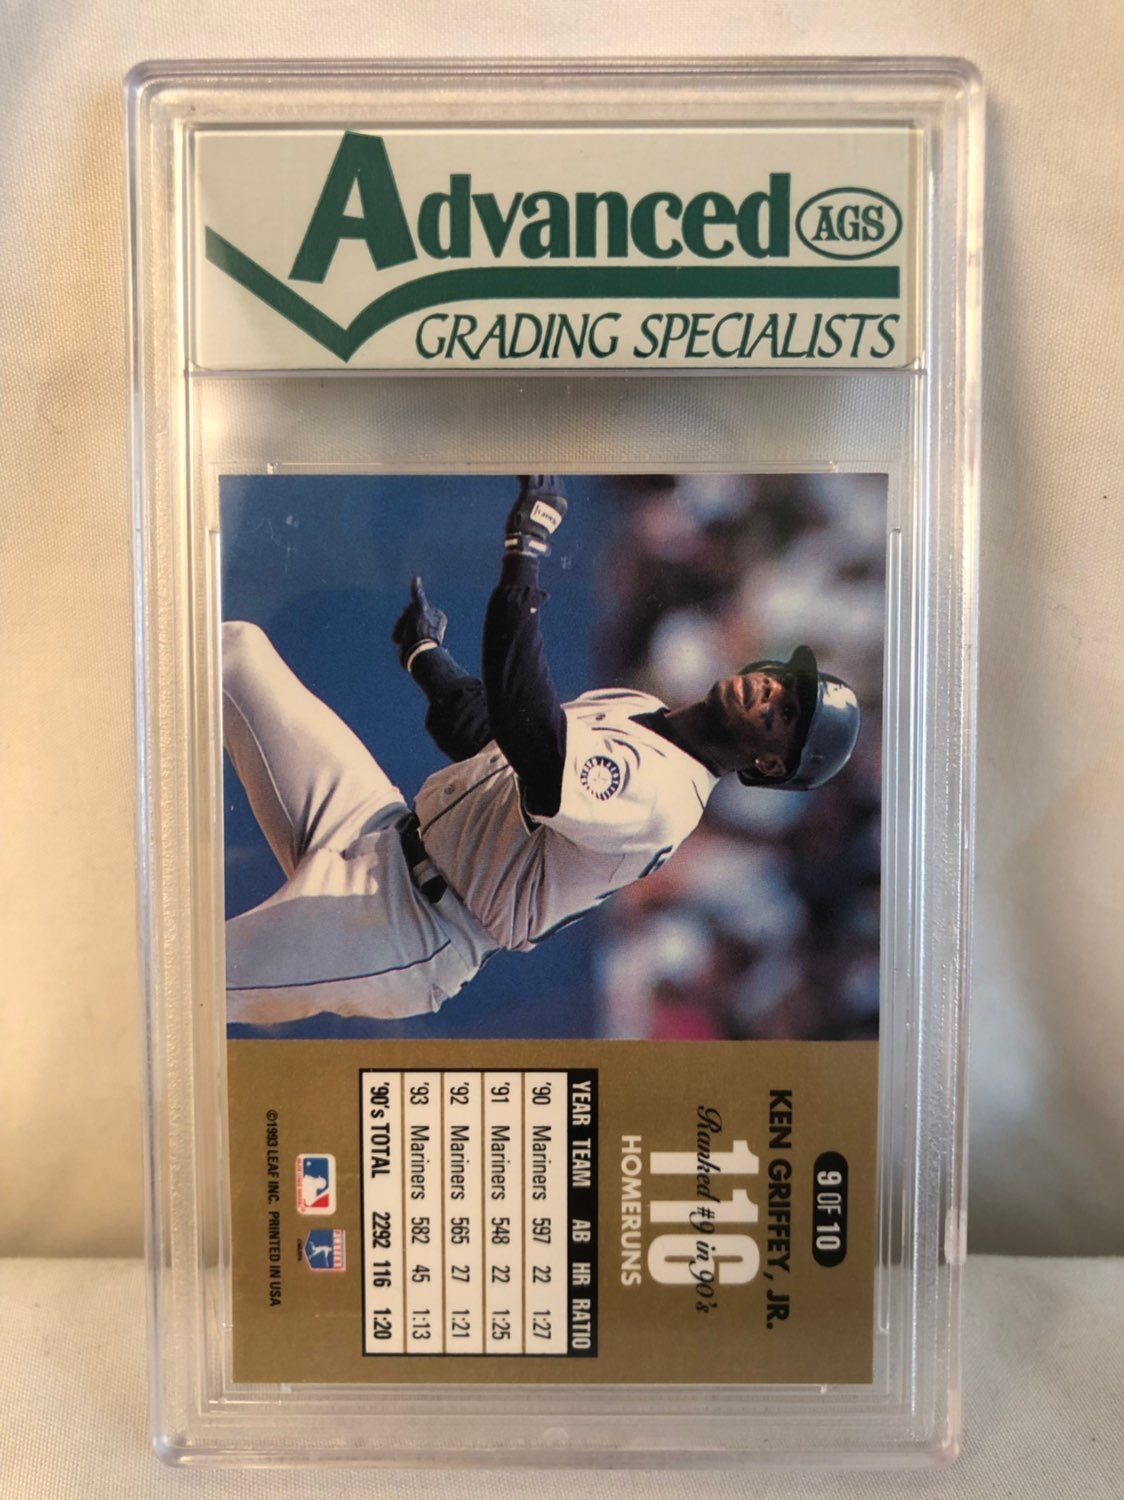 Advanced AGS
GRADING SPECIALISTS
9 OF 10
KEN GRIFFEY, JR.
116
Ranked #9 in 90's
HOMERUNS
YEAR TEAM AB HR RATIO
'90 Mariners 597 22 1:27
'91 Mariners 548 22 1:25
'92 Mariners 565 27 1:21
'93 Mariners 582 45 1:13
'90's TOTAL 2292 116 1:20
©1993 LEAF INC. PRINTED IN USA